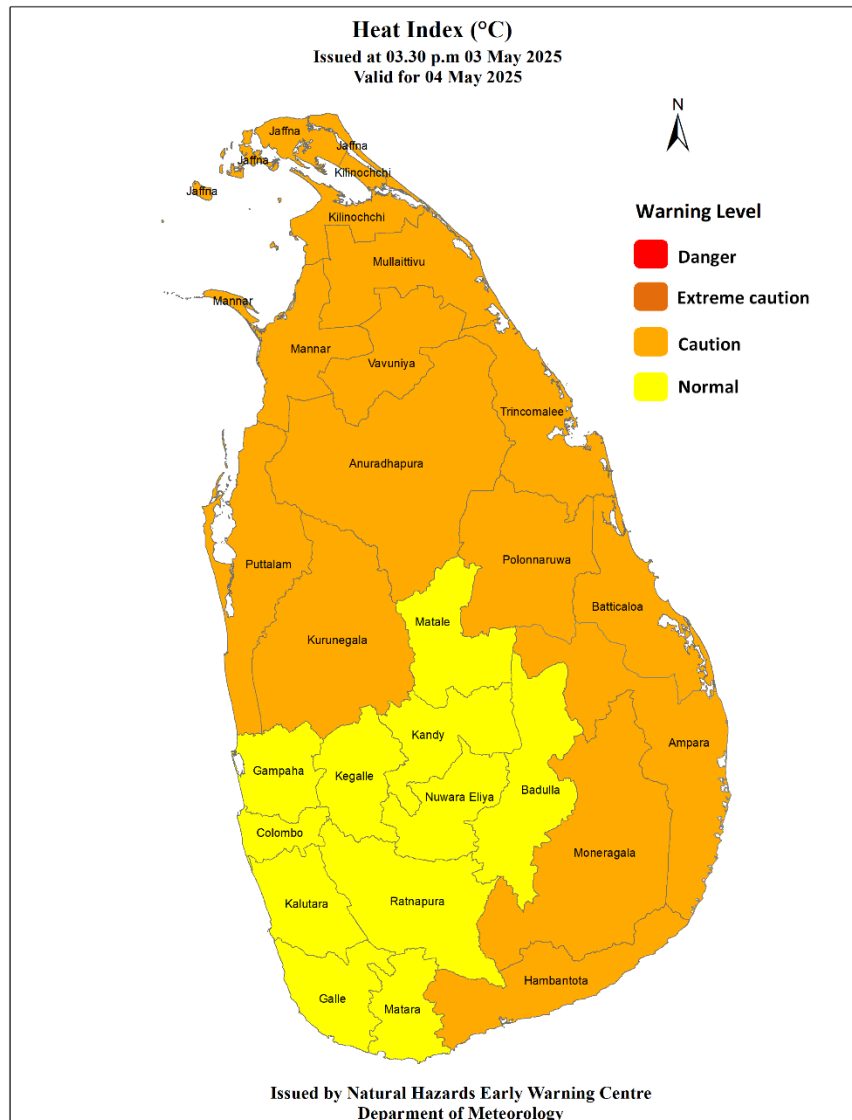 Heat Index (°C)
Issued at 03.30 p.m 03 May 2025
Valid for 04 May 2025
N
Jaffna
Jaffna
Jaffna
Kilinochchi
Jaffna
Kilinochchi
Warning Level
Mullaittivu
Danger
Extreme caution
Mannar
Caution
Mannar
Vavuniya
Normal
Trincomalee
Anuradhapura
Polonnaruwa
Puttalam
Batticaloa
Matale
Kurunegala
Kandy
Ampara
Gampaha
Kegalle
Badulla
Nuwara Eliya
Colombo
Moneragala
Ratnapura
Kalutara
Hambantota
Galle
Matara
Issued by Natural Hazards Early Warning Centre
Deparment of Meteorology